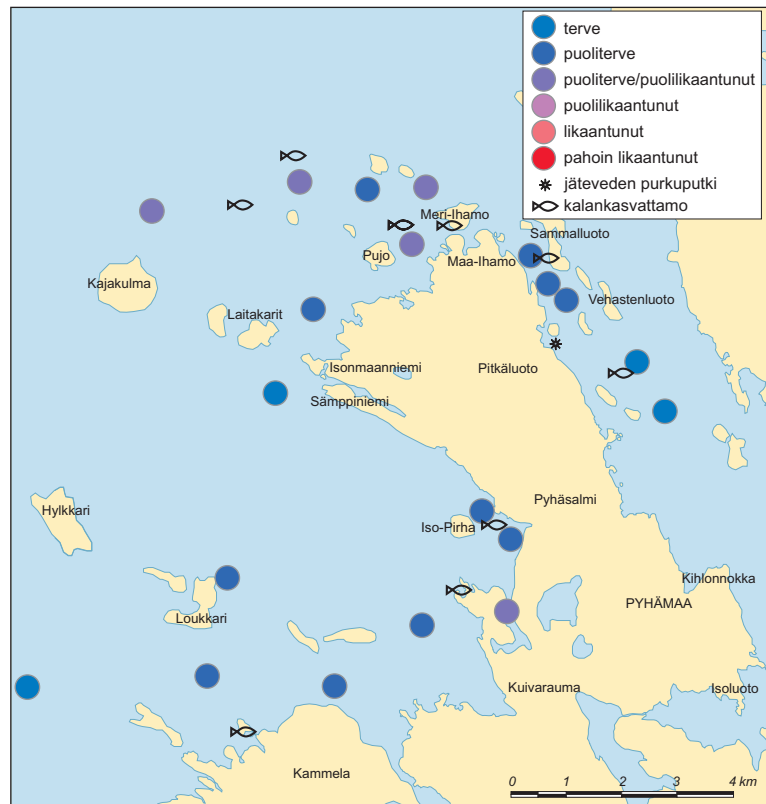 terve
puoliterve
puoliterve/puolilikaantunut
puolilikaantunut
likaantunut
pahoin likaantunut
jäteveden purkuputki
kalankasvattamo
Meri-Ihamo
Sammalluoto
Pujo
Maa-Ihamo
Kajakulma
Vehastenluoto
Laitakarit
Isonmaanniemi
Pitkäluoto
Sämppiniemi
Pyhäsalmi
Hylkkari
Iso-Pirha
Kihlonnokka
PYHÄMAA
Loukkari
Kuivarauma
Isoluoto
Kammela
0 1 2 3 4 km